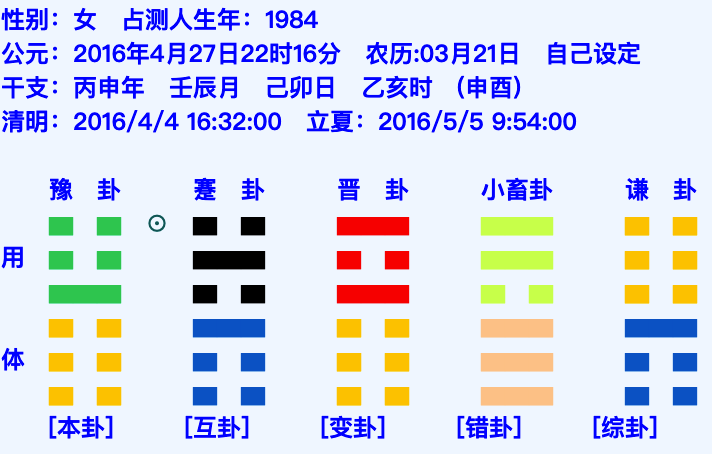 性别：女　占测人生年：1984
公元：2016年4月27日22时16分　农历:03月21日　自己设定
干支：丙申年　壬辰月　己卯日　乙亥时　（申酉）
清明：2016/4/4 16:32:00　立夏：2016/5/5 9:54:00
豫　卦　蹇　卦　晋　卦　小畜卦　谦　卦
用
体
[本卦]　[互卦]　[变卦]　[错卦]　[综卦]